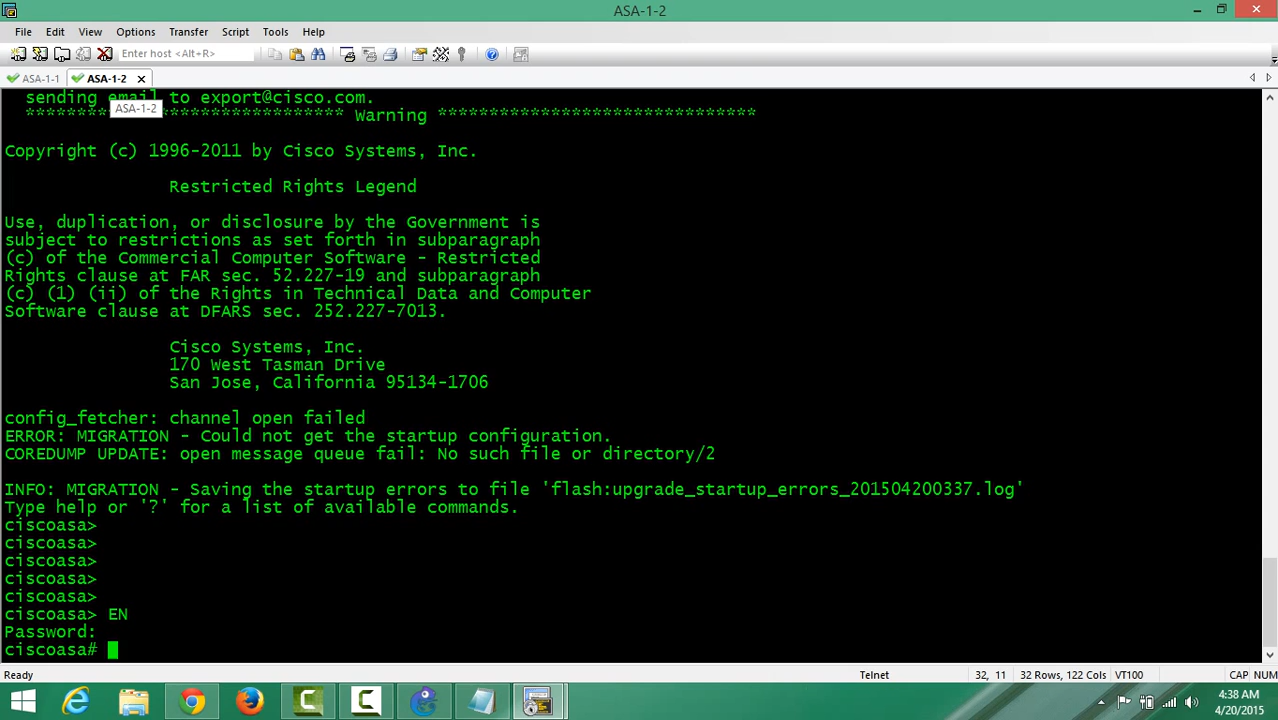 ASA-1-2
File Edit View Options Transfer Script Tools Help
Enter host <Alt+R>
ASA-1-1 ASA-1-2
sending email to export@cisco.com.
ASA-1-2
******************************* Warning *******************************
Copyright (c) 1996-2011 by Cisco Systems, Inc.
Restricted Rights Legend
Use, duplication, or disclosure by the Government is
subject to restrictions as set forth in subparagraph
(c) of the Commercial Computer Software - Restricted
Rights clause at FAR sec. 52.227-19 and subparagraph
(c) (1) (ii) of the Rights in Technical Data and Computer
Software clause at DFARS sec. 252.227-7013.
Cisco Systems, Inc.
170 West Tasman Drive
San Jose, California 95134-1706
config_fetcher: channel open failed
ERROR: MIGRATION - Could not get the startup configuration.
COREDUMP UPDATE: open message queue fail: No such file or directory/2
INFO: MIGRATION - Saving the startup errors to file 'flash:upgrade_startup_errors_201504200337.log'
Type help or '?' for a list of available commands.
ciscoasa>
ciscoasa>
ciscoasa>
ciscoasa>
ciscoasa>
ciscoasa> EN
Password:
ciscoasa#
Ready Telnet 32, 11 32 Rows, 122 Cols VT100 CAP NUM
4:38 AM
4/20/2015